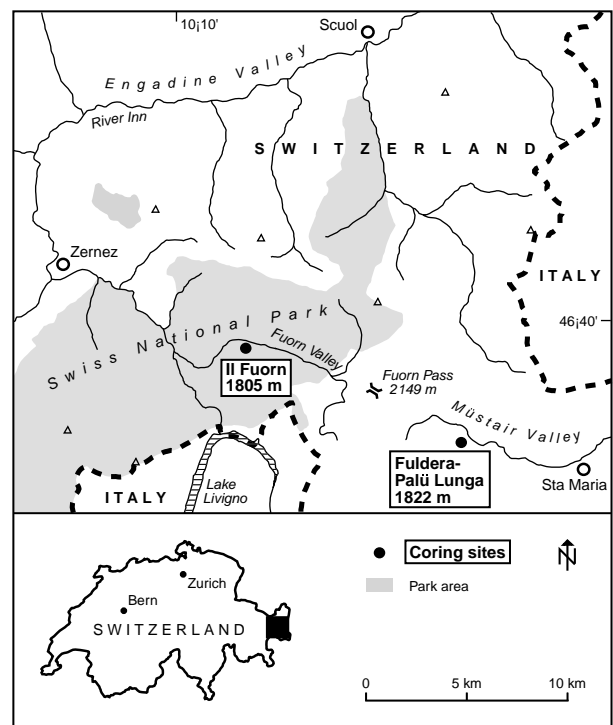 10¡10'
Scuol
Engadine Valley
River Inn
SWITZERLAND
Zernez
ITALY
46¡40'
Swiss National Park
Fuorn Valley
Il Fuorn
1805 m
Fuorn Pass
2149 m
Müstair Valley
Fuldera-
Palü Lunga
1822 m
Sta Maria
ITALY
Lake
Livigno
Coring sites
N
Park area
Zurich
Bern
SWITZERLAND
0 5 km 10 km